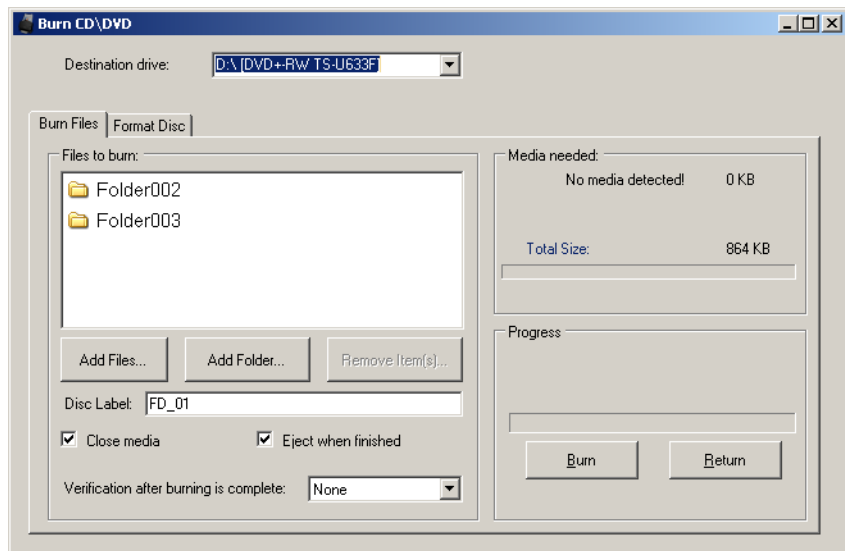 Burn CD\DVD
Destination drive: D:\ [DVD+-RW TS-U633F]
Burn Files Format Disc
Files to burn:
Folder002
Folder003
Add Files... Add Folder... Remove Item(s)...
Disc Label: FD_01
Close media Eject when finished
Verification after burning is complete: None
Media needed:
No media detected! 0 KB
Total Size: 864 KB
Progress
Burn Return